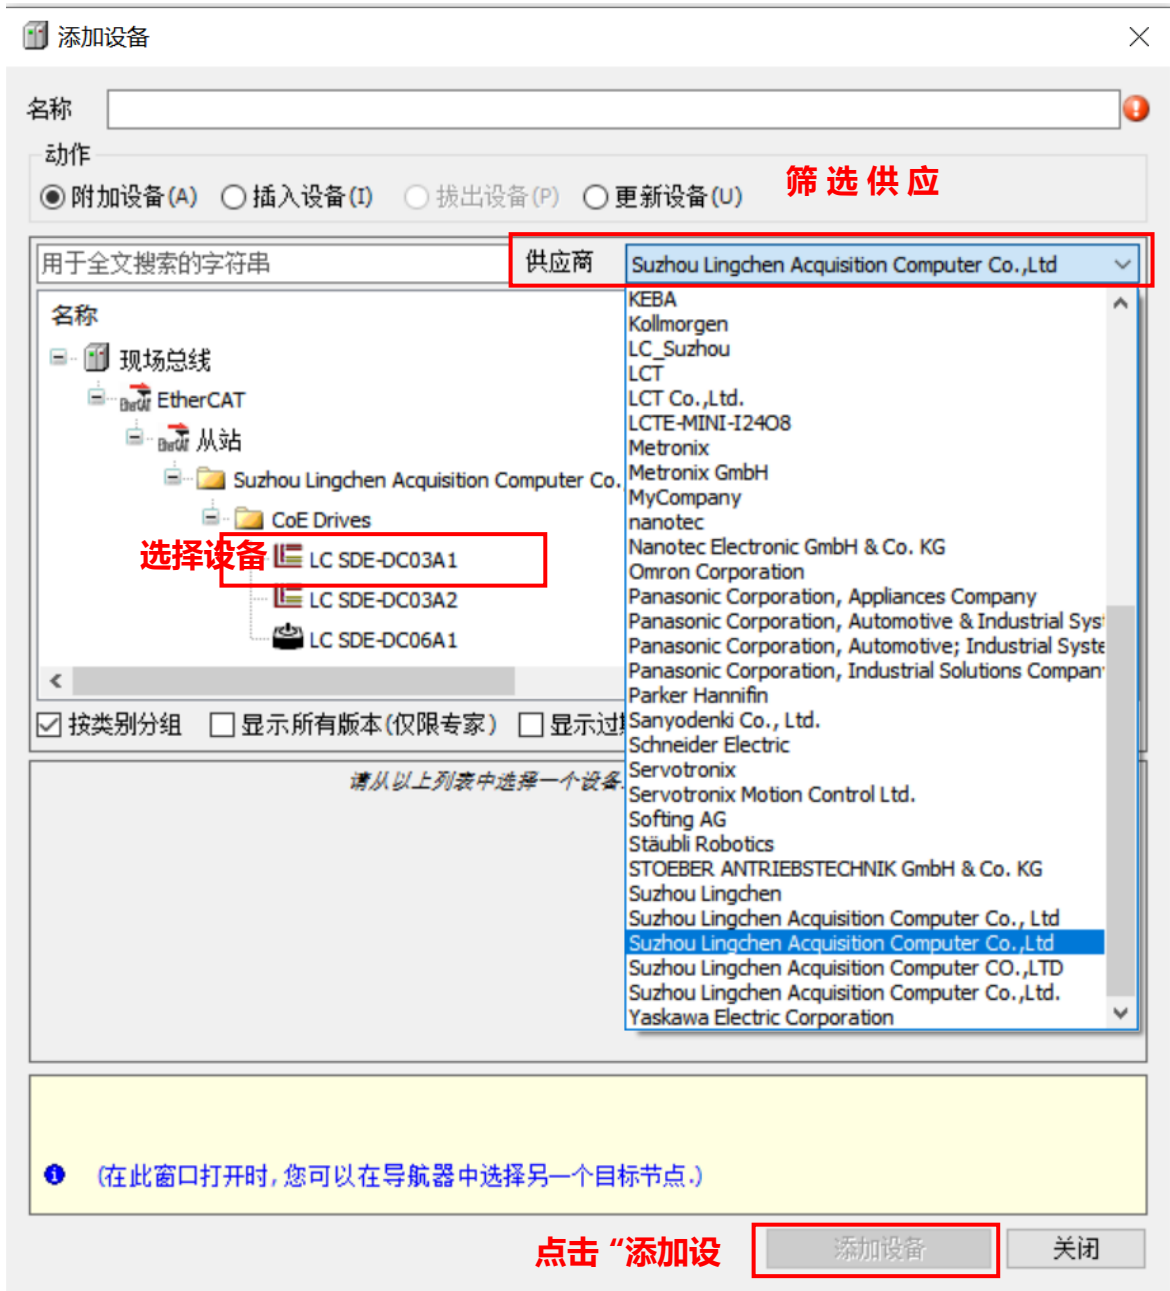 添加设备
名称
动作
筛 选 供 应
附加设备(A) 插入设备(I) 拔出设备(P) 更新设备(U)
用于全文搜索的字符串 供应商 Suzhou Lingchen Acquisition Computer Co.,Ltd
名称
现场总线
EtherCAT
从站
Suzhou Lingchen Acquisition Computer Co.
CoE Drives
选择设备
LC SDE-DC03A1
LC SDE-DC03A2
LC SDE-DC06A1
KEBA
Kollmorgen
LC_Suzhou
LCT
LCT Co.,Ltd.
LCTE-MINI-I24O8
Metronix
Metronix GmbH
MyCompany
nanotec
Nanotec Electronic GmbH & Co. KG
Omron Corporation
Panasonic Corporation, Appliances Company
Panasonic Corporation, Automotive & Industrial Sys
Panasonic Corporation, Automotive; Industrial Syste
Panasonic Corporation, Industrial Solutions Compan
Parker Hannifin
Sanyodenki Co., Ltd.
Schneider Electric
Servotronix
Servotronix Motion Control Ltd.
Softing AG
Stäubli Robotics
STOEBER ANTRIEBSTECHNIK GmbH & Co. KG
Suzhou Lingchen
Suzhou Lingchen Acquisition Computer Co., Ltd
Suzhou Lingchen Acquisition Computer Co.,Ltd
Suzhou Lingchen Acquisition Computer CO.,LTD
Suzhou Lingchen Acquisition Computer Co.,Ltd.
Yaskawa Electric Corporation
按类别分组 显示所有版本(仅限专家) 显示过
请从以上列表中选择一个设备.
(在此窗口打开时,您可以在导航器中选择另一个目标节点.)
点击 “添加设
添加设备 关闭